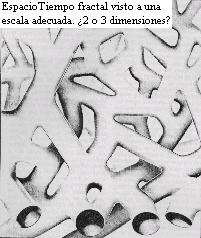 EspacioTiempo fractal visto a una
escala adecuada. ¿2 o 3 dimensiones?